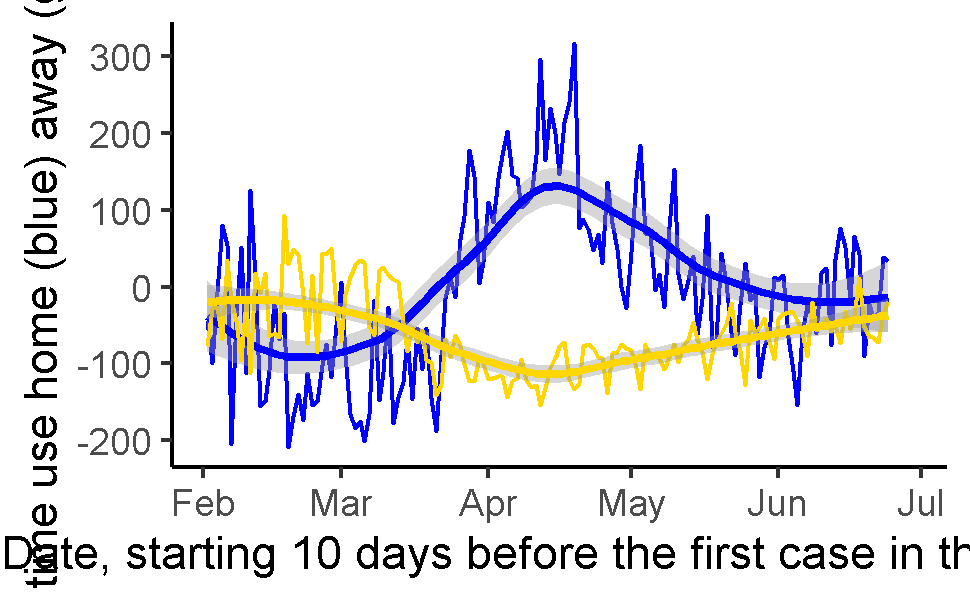 time use home (blue) away (
300
200
100
0
-100
-200
Feb Mar Apr May Jun Jul
Date, starting 10 days before the first case in th